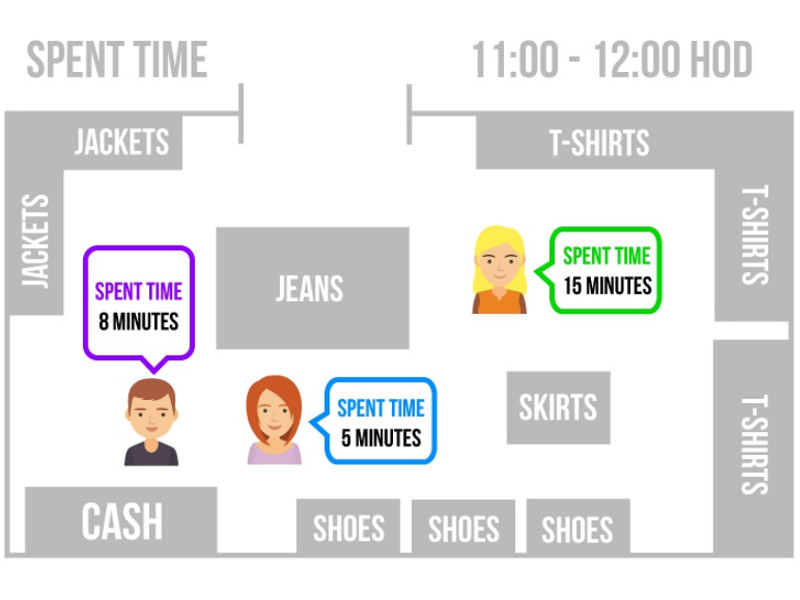 SPENT TIME
11:00 - 12:00 HOD
JACKETS
T-SHIRTS
JACKETS
T-SHIRTS
SPENT TIME
8 MINUTES
JEANS
SPENT TIME
15 MINUTES
SPENT TIME
5 MINUTES
SKIRTS
T-SHIRTS
CASH
SHOES
SHOES
SHOES